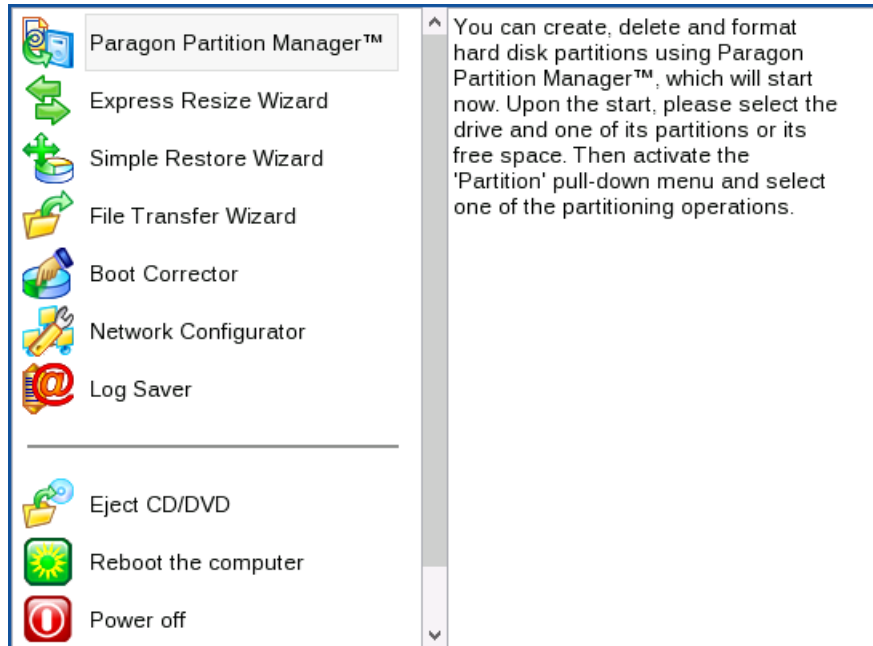 Paragon Partition Manager™
Express Resize Wizard
Simple Restore Wizard
File Transfer Wizard
Boot Corrector
Network Configurator
Log Saver
Eject CD/DVD
Reboot the computer
Power off
You can create, delete and format
hard disk partitions using Paragon
Partition Manager™, which will start
now. Upon the start, please select the
drive and one of its partitions or its
free space. Then activate the
'Partition' pull-down menu and select
one of the partitioning operations.